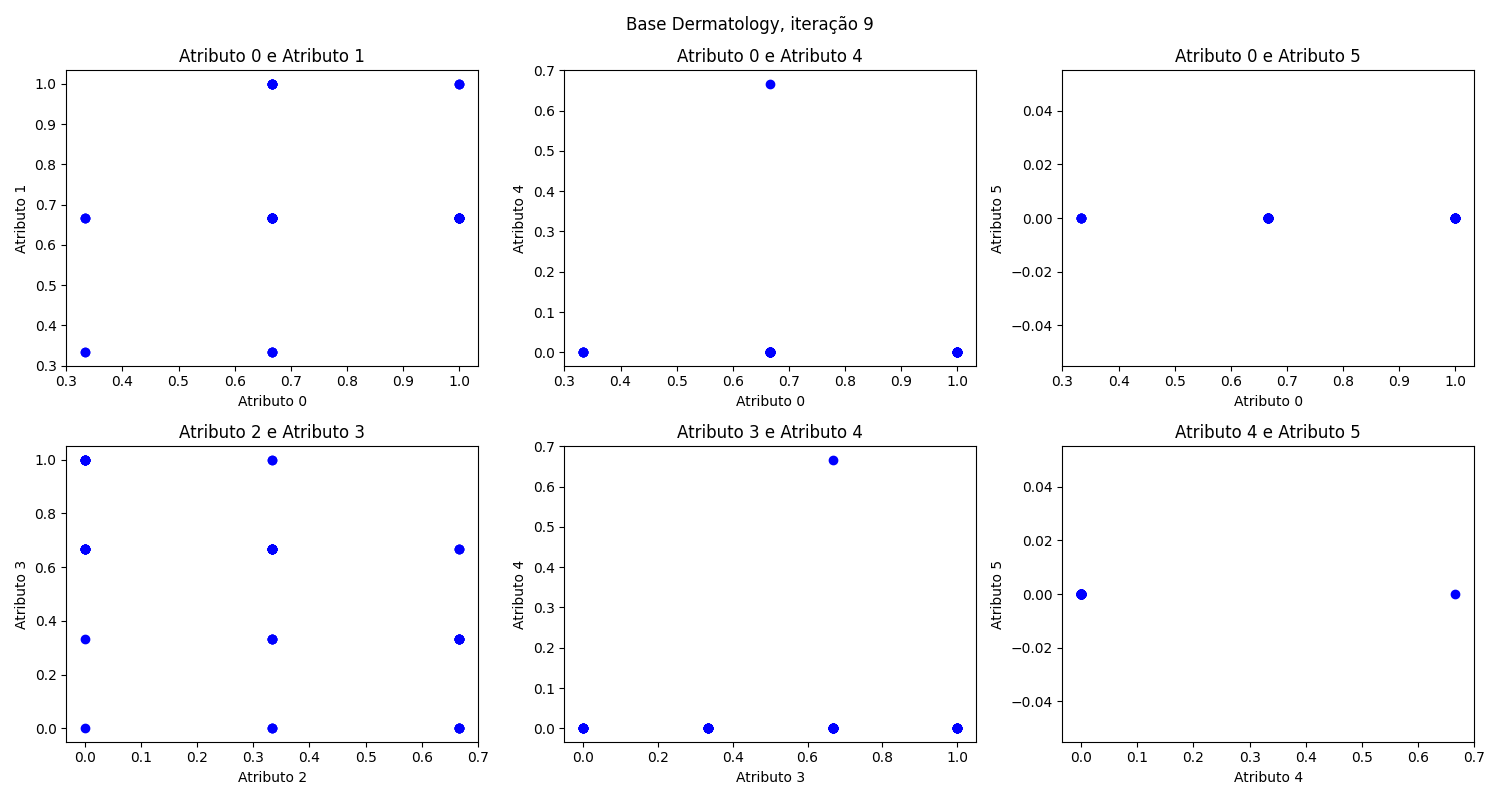 Base Dermatology, iteração 9
Atributo 0 e Atributo 1
1.0
0.9
0.8
0.7
0.6
0.5
0.4
0.3
Atributo 1
0.3 0.4 0.5 0.6 0.7 0.8 0.9 1.0
Atributo 0
Atributo 0 e Atributo 4
0.7
0.6
0.5
0.4
0.3
0.2
0.1
0.0
Atributo 4
0.3 0.4 0.5 0.6 0.7 0.8 0.9 1.0
Atributo 0
Atributo 0 e Atributo 5
0.04
0.02
0.00
−0.02
−0.04
Atributo 5
0.3 0.4 0.5 0.6 0.7 0.8 0.9 1.0
Atributo 0
Atributo 2 e Atributo 3
1.0
0.8
0.6
0.4
0.2
0.0
Atributo 3
0.0 0.1 0.2 0.3 0.4 0.5 0.6 0.7
Atributo 2
Atributo 3 e Atributo 4
0.7
0.6
0.5
0.4
0.3
0.2
0.1
0.0
Atributo 4
0.0 0.2 0.4 0.6 0.8 1.0
Atributo 3
Atributo 4 e Atributo 5
0.04
0.02
0.00
−0.02
−0.04
Atributo 5
0.0 0.1 0.2 0.3 0.4 0.5 0.6 0.7
Atributo 4